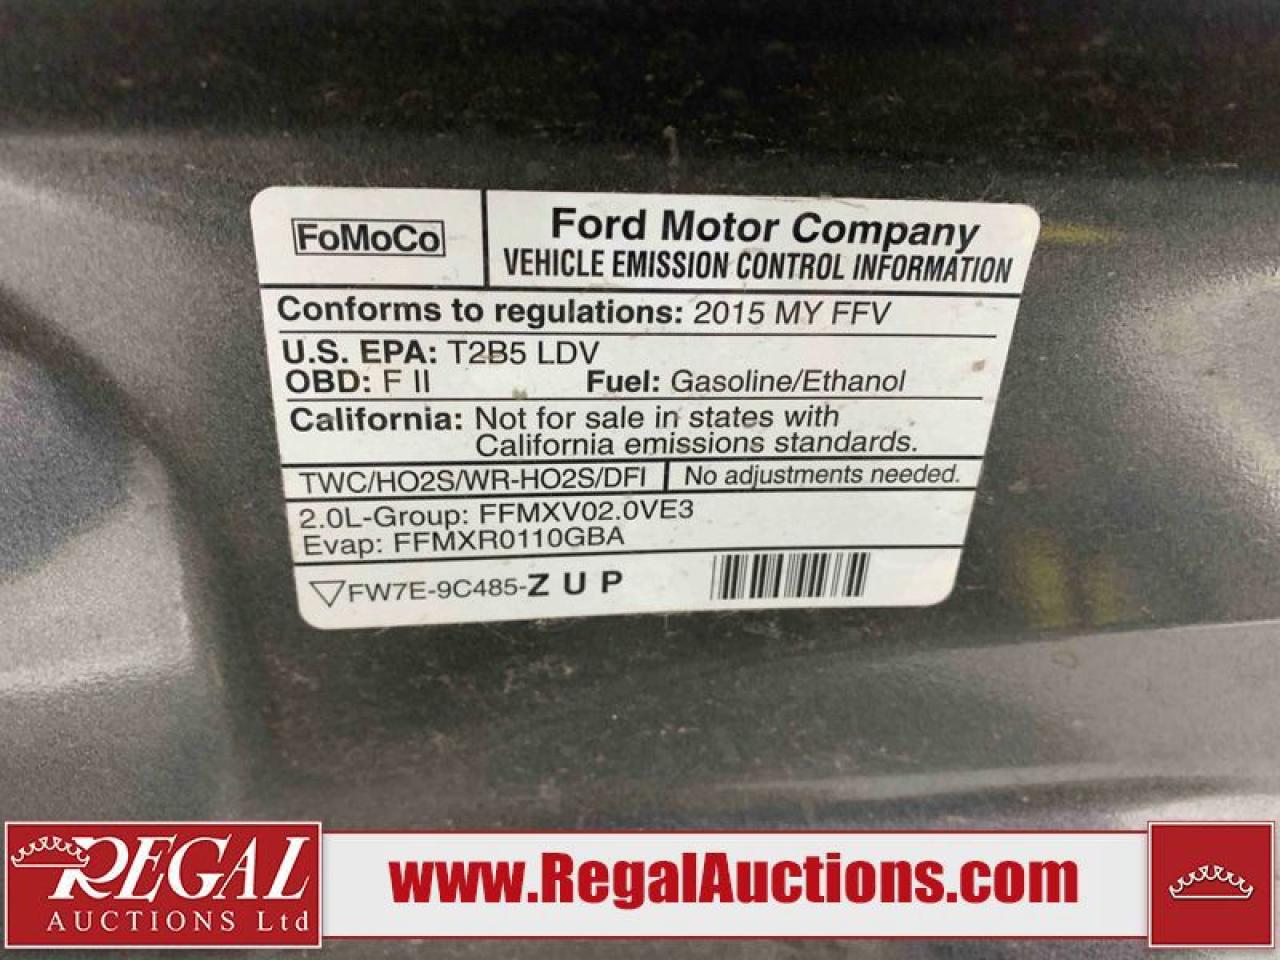 FoMoCo
Ford Motor Company
VEHICLE EMISSION CONTROL INFORMATION
Conforms to regulations: 2015 MY FFV
U.S. EPA: T2B5 LDV
OBD: F II Fuel: Gasoline/Ethanol
California: Not for sale in states with
California emissions standards.
TWC/HO2S/WR-HO2S/DFI No adjustments needed.
2.0L-Group: FFMXV02.0VE3
Evap: FFMXR0110GBA
FW7E-9C485-ZUP
REGAL
AUCTIONS Ltd
www.RegalAuctions.com